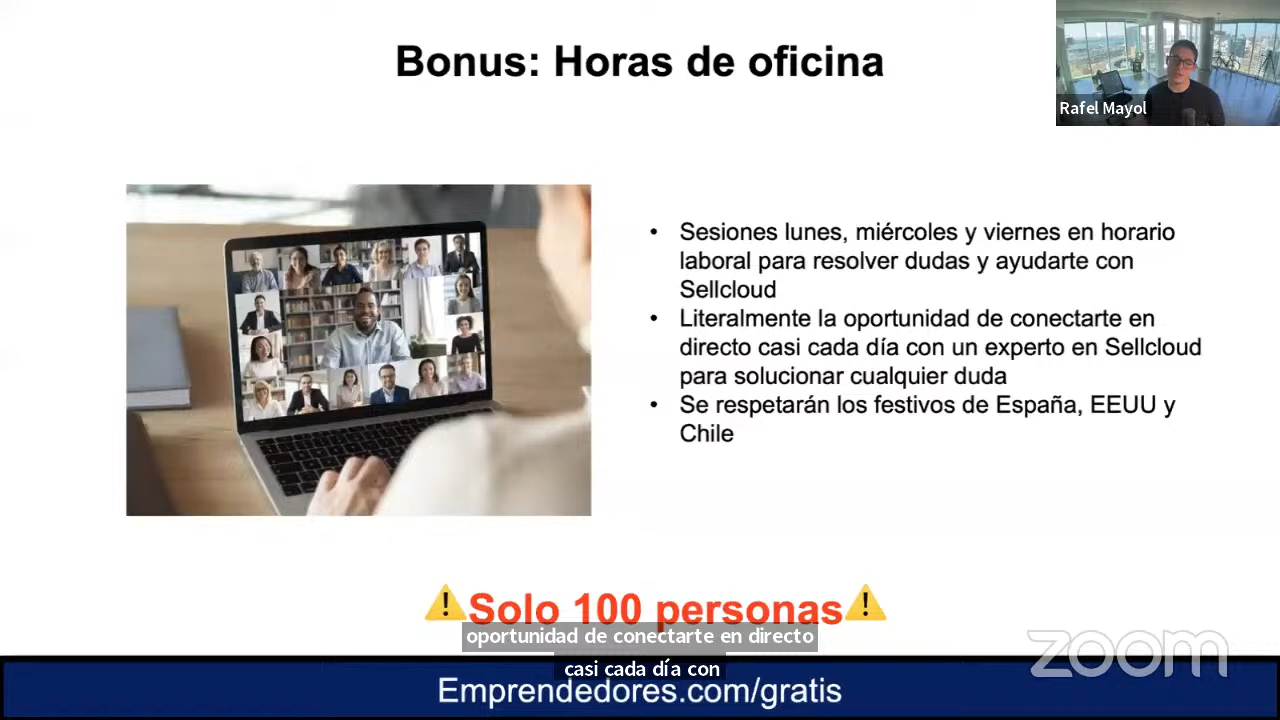 Bonus: Horas de oficina
Rafel Mayol
• Sesiones lunes, miércoles y viernes en horario
laboral para resolver dudas y ayudarte con
Sellcloud
• Literalmente la oportunidad de conectarte en
directo casi cada día con un experto en Sellcloud
para solucionar cualquier duda
• Se respetarán los festivos de España, EEUU y
Chile
⚠️Solo 100 personas⚠️
oportunidad de conectarte en directo
casi cada día con
zoom
Emprendedores.com/gratis